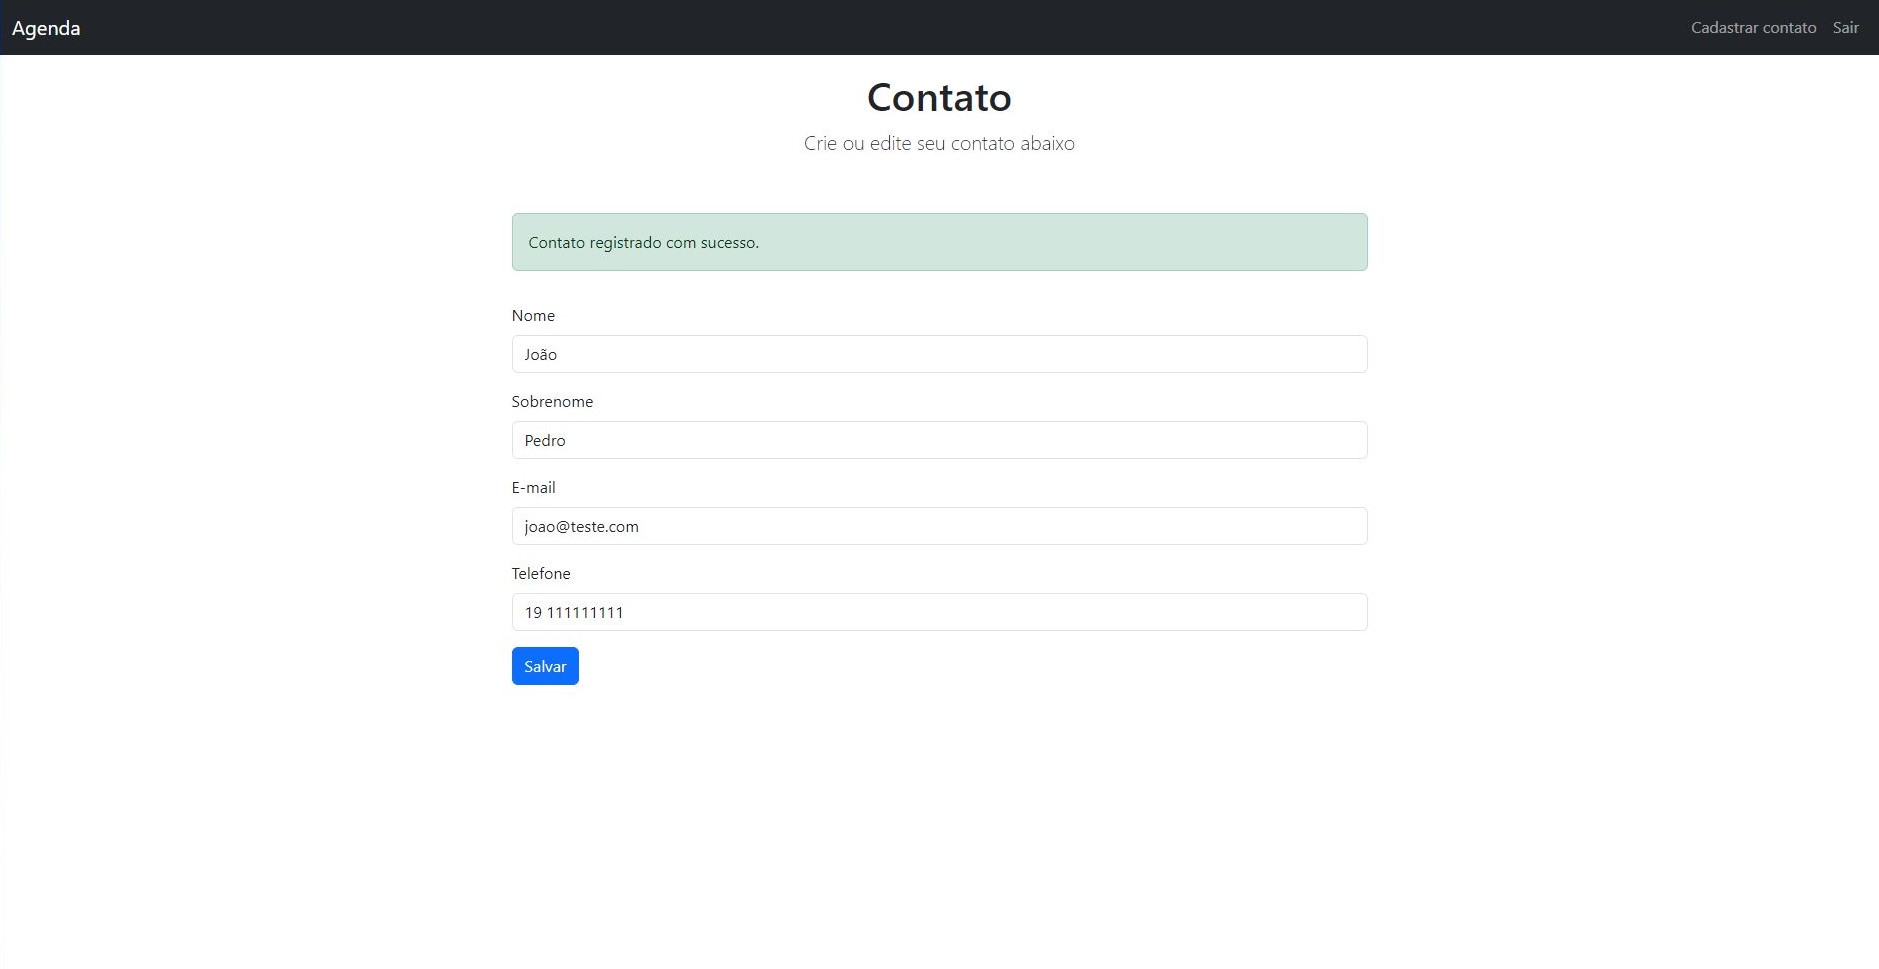 Agenda
Cadastrar contato
Sair
Contato
Crie ou edite seu contato abaixo
Contato registrado com sucesso.
Nome
João
Sobrenome
Pedro
E-mail
joao@teste.com
Telefone
19 111111111
Salvar